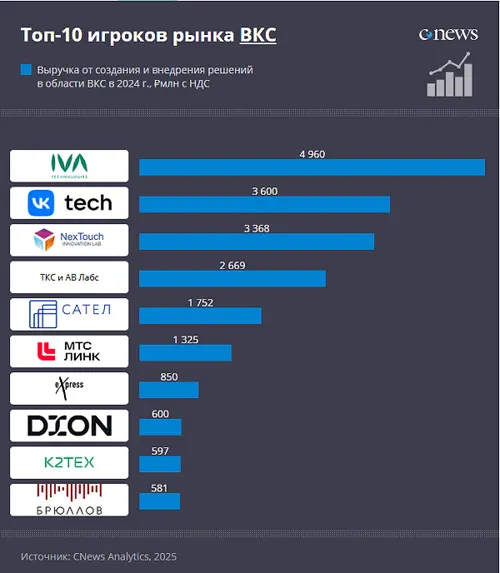 Топ-10 игроков рынка ВКС
cnews
Выручка от создания и внедрения решений
в области ВКС в 2024 г., ₽млн с НДС
IVA
TECHNOLOGIES
4 960
VK tech
3 600
NexTouch
INNOVATION LAB
3 368
ТКС и АВ Лабс
2 669
САТЕЛ
1 752
МТС
ЛИНК
1 325
eXpress
850
DION
600
К2ТЕХ
597
БРЮЛЛОВ
581
Источник: CNews Analytics, 2025